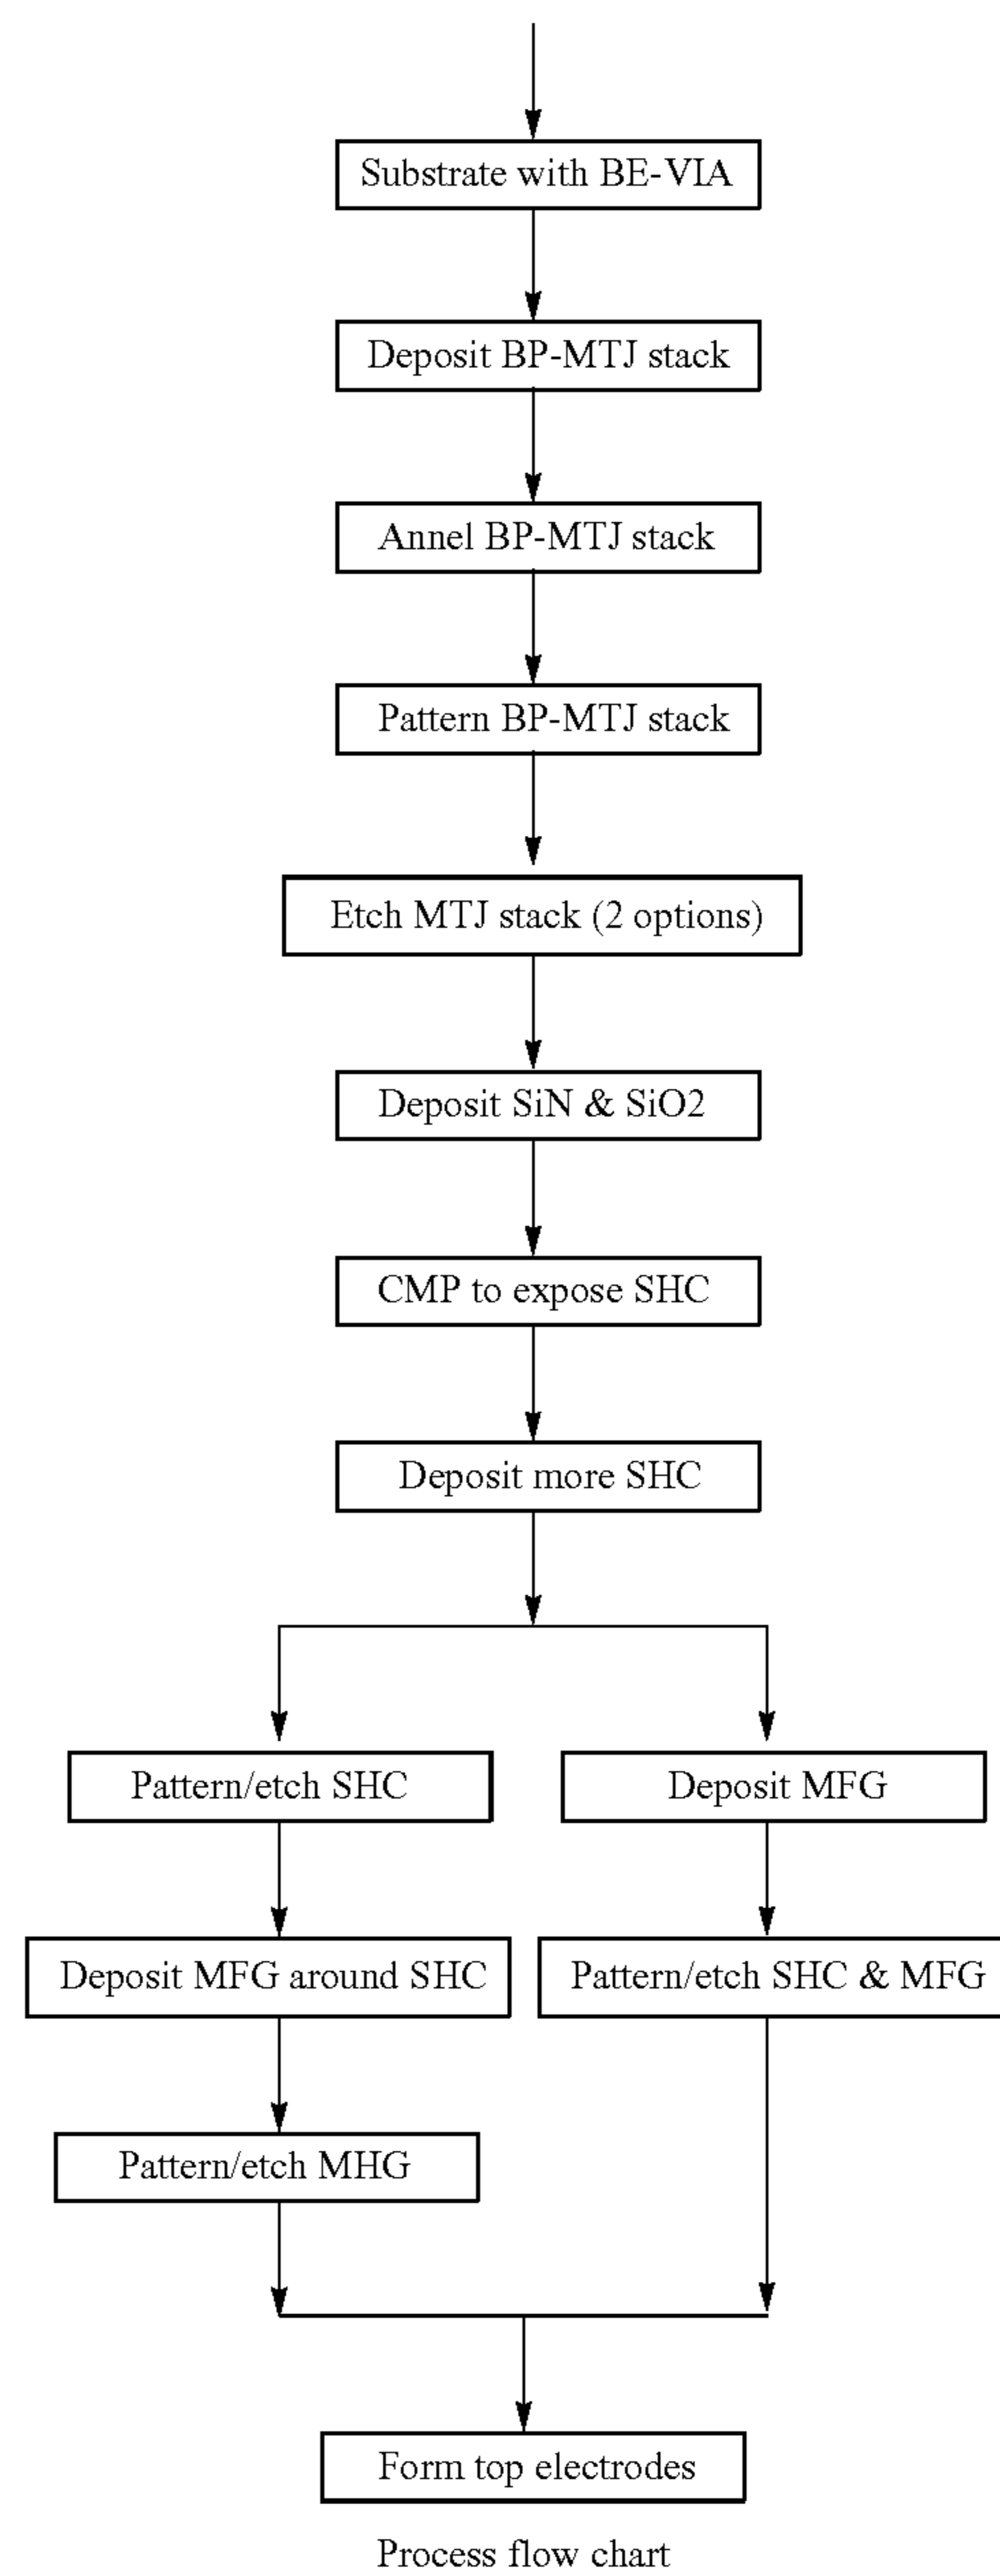 Substrate with BE-VIA
Deposit BP-MTJ stack
Annel BP-MTJ stack
Pattern BP-MTJ stack
Etch MTJ stack (2 options)
Deposit SiN & SiO2
CMP to expose SHC
Deposit more SHC
Pattern/etch SHC
Deposit MFG around SHC
Pattern/etch MHG
Deposit MFG
Pattern/etch SHC & MFG
Form top electrodes
Process flow chart